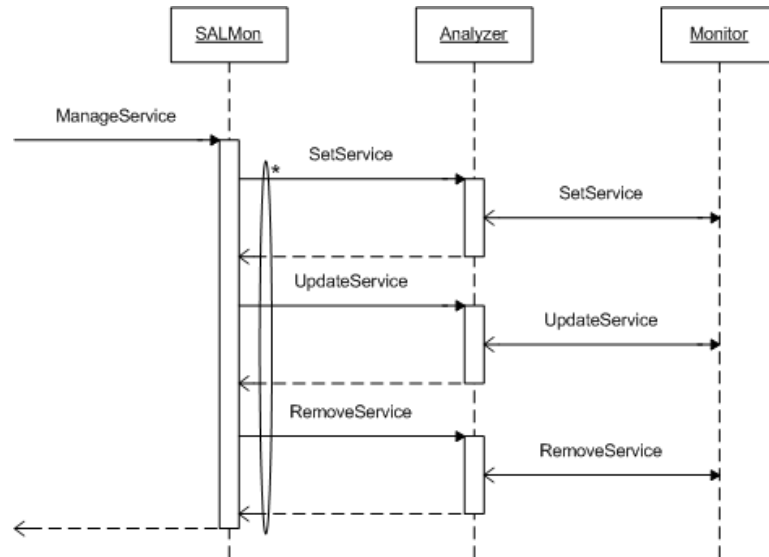 SALMon
Analyzer
Monitor
ManageService
SetService
*
SetService
UpdateService
UpdateService
RemoveService
RemoveService